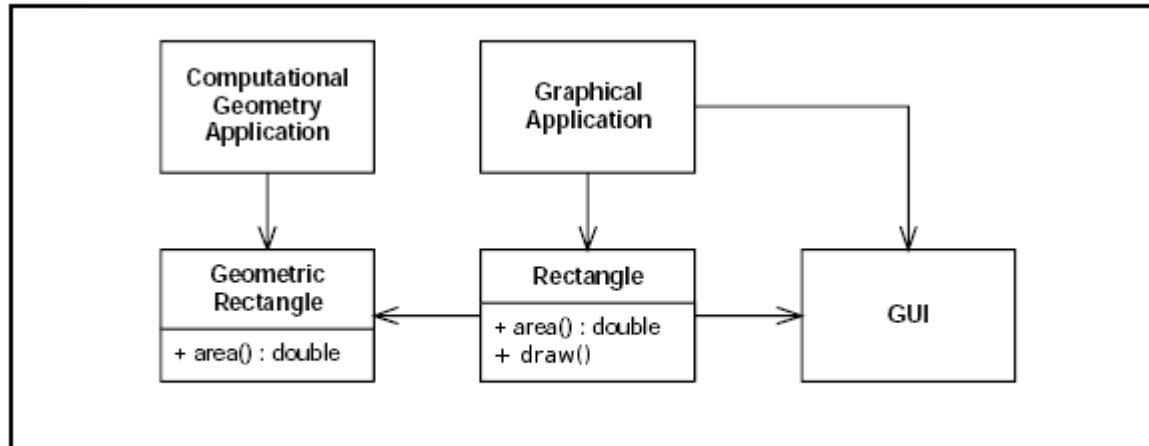 Computational
Geometry
Application
Graphical
Application
Geometric
Rectangle
+ area() : double
Rectangle
+ area() : double
+ draw()
GUI